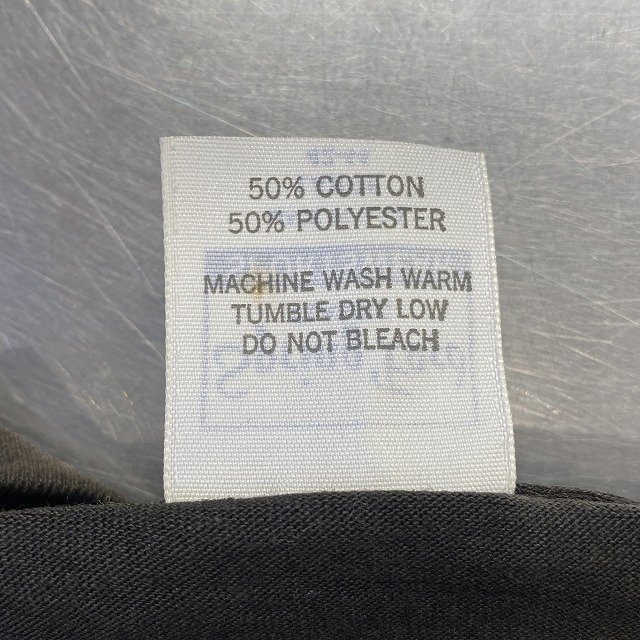 50% COTTON
50% POLYESTER
MACHINE WASH WARM
TUMBLE DRY LOW
DO NOT BLEACH